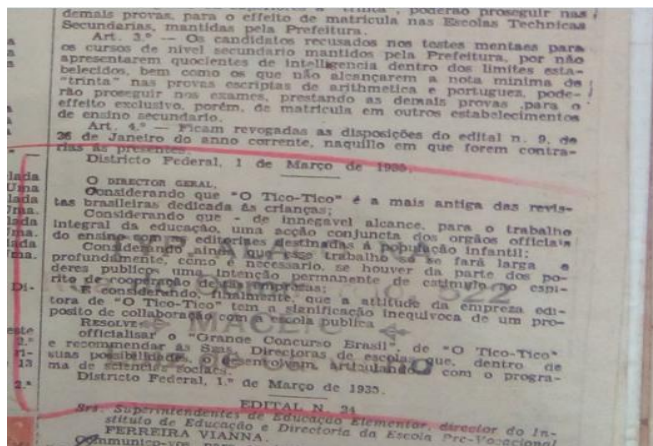 demais provas, para o effeito de matricula nas Escolas Technicas
Secundarias, mantidas pela Prefeitura.
Art. 3.º — Os candidatos recusados nos testes mentaes para
os cursos de nivel secundario mantidos pela Prefeitura, por não
apresentarem quocientes de intelligencia dentro dos limites esta-
belecidos, bem como os que não alcançarem a nota minima de
"trinta" nas provas escriptas de arithmetica e portuguez, pode-
rão proseguir nos exames, prestando as demais provas para o
effeito exclusivo, porém, de matricula em outros estabelecimentos
de ensino secundario.
Art. 4.º — Ficam revogadas as disposições do edital n. 9, de
26 de Janeiro do anno corrente, naquillo em que forem contra-
rias ás presentes.
Districto Federal, 1 de Março de 1935.
O DIRECTOR GERAL,
Considerando que "O Tico-Tico" é a mais antiga das revis-
tas brasileiras dedicada ás crianças;
Considerando que - de innegavel alcance, para o trabalho
integral da educação, uma acção conjuncta dos orgãos officiais
do ensino com as editoriaes destinadas á população infantil;
Considerando ainda que esse trabalho só se fará larga e
profundamente, como é necessario, se houver da parte dos po-
deres publicos uma intenção permanente de estimulo ao espi-
rito de cooperação das empresas;
E considerando, finalmente, que a attitude da empreza edi-
tora de "O Tico-Tico" tem a significação inequivoca de um pro-
posito de collaboração com a escola publica
RESOLVE:
officialisar o "Grande Concurso Brasil", de "O Tico-Tico"
e recommendar ás Snras. Directoras de escolas que, dentro de
suas possibilidades, o desenvolvam, articulando-o com o progra-
ma de sciencias sociaes.
Districto Federal, 1.º de Março de 1935.
EDITAL N. 24
Srs. Superintendentes de Educação Elementar, director do In-
stituto de Educação e Directoria da Escola Pre-Vocacional
FERREIRA VIANNA.
Communico-vos